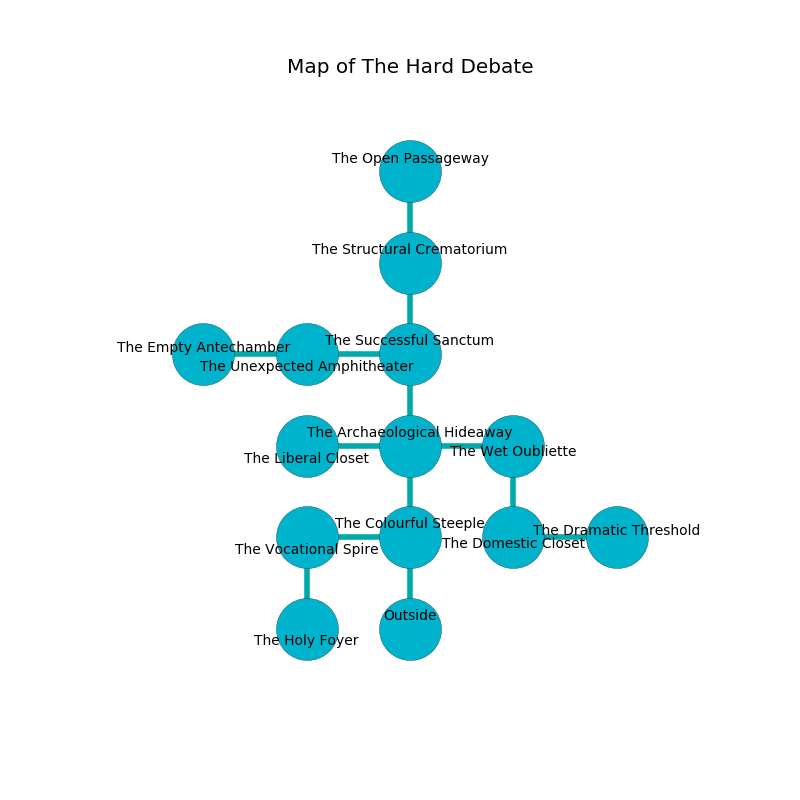 Map of The Hard Debate
The Open Passageway
The Structural Crematorium
The Successful Sanctum
The Empty Antechamber
The Unexpected Amphitheater
The Archaeological Hideaway
The Wet Oubliette
The Liberal Closet
The Colourful Steeple
The Dramatic Threshold
The Domestic Closet
The Vocational Spire
Outside
The Holy Foyer